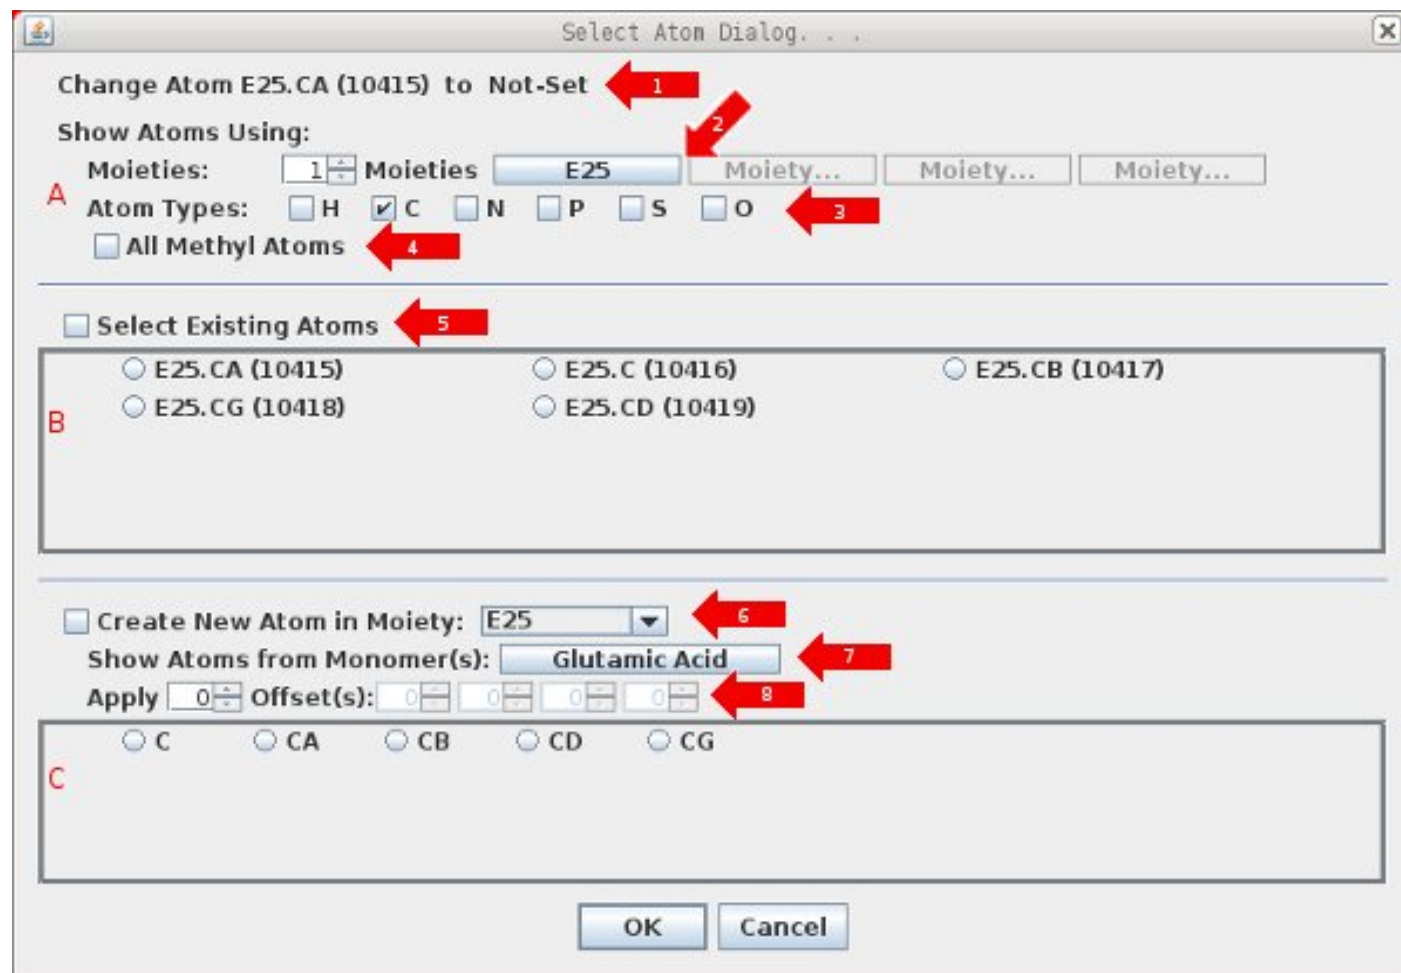 Select Atom Dialog. . .
Change Atom E25.CA (10415) to Not-Set 1
Show Atoms Using: 2
Moieties: 1 Moieties E25 Moiety... Moiety... Moiety...
A
Atom Types: H C N P S O 3
All Methyl Atoms 4
Select Existing Atoms 5
E25.CA (10415) E25.C (10416) E25.CB (10417)
E25.CG (10418) E25.CD (10419)
B
Create New Atom in Moiety: E25 6
Show Atoms from Monomer(s): Glutamic Acid 7
Apply 0 Offset(s): 0 0 0 0 8
C CA CB CD CG
C
OK Cancel